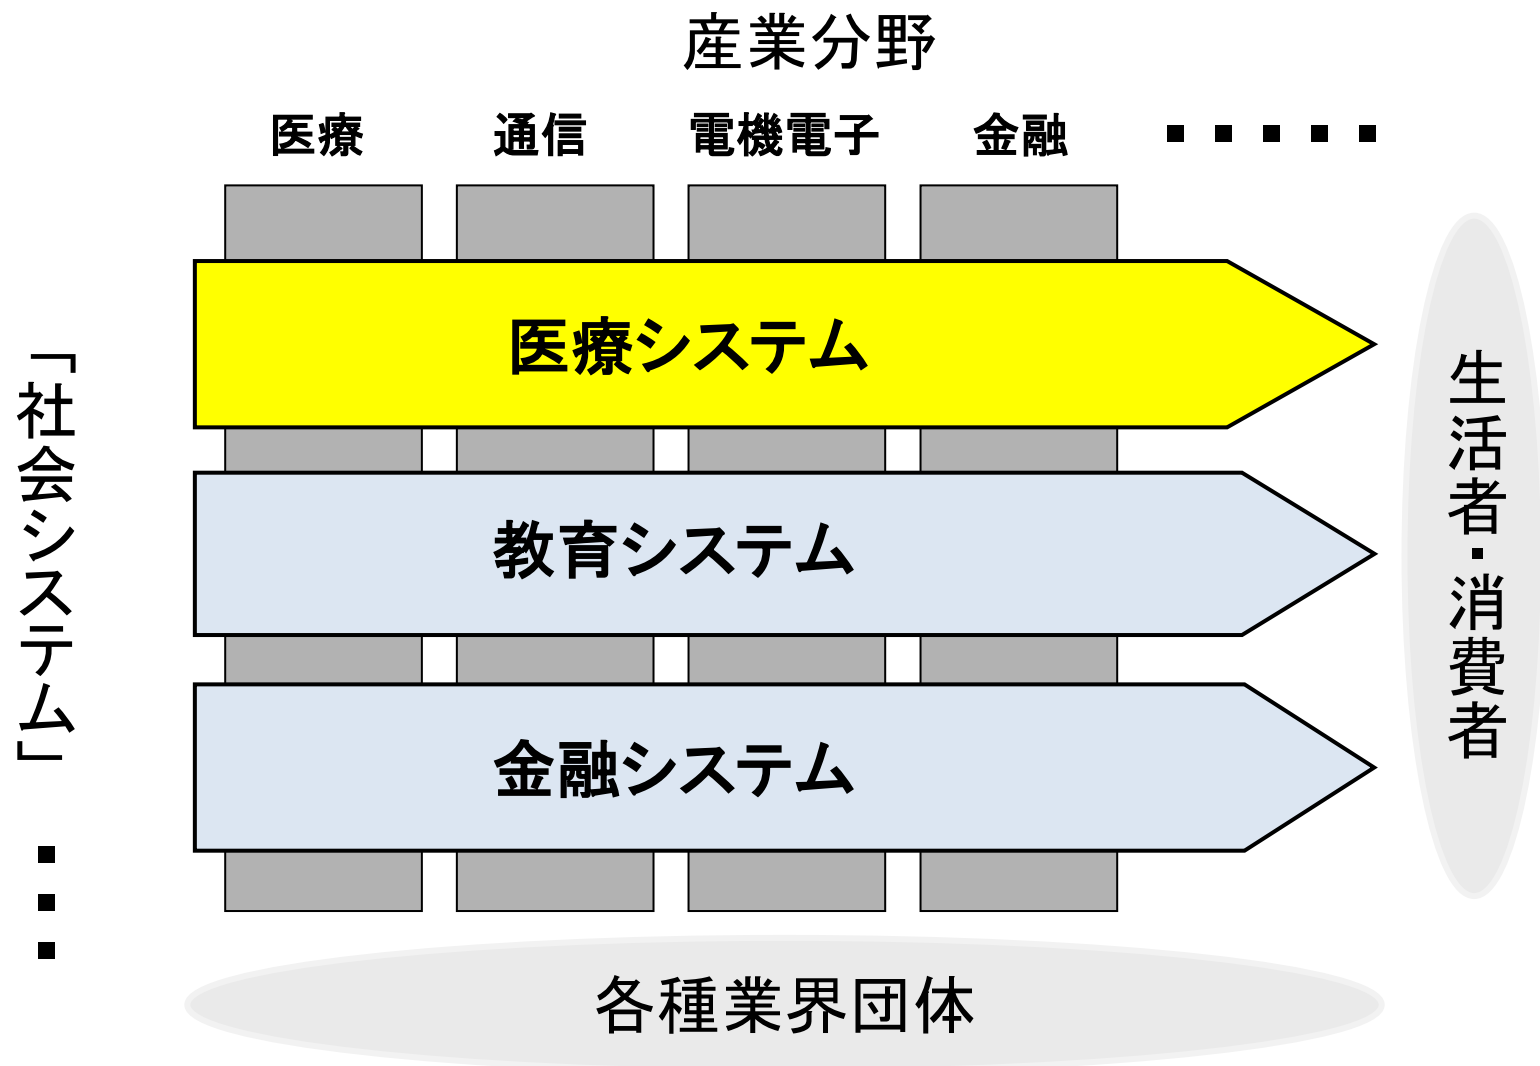 産業分野
医療 通信 電機電子 金融 ・・・・・
「社会システム」
・・・
医療システム
教育システム
金融システム
生活者・消費者
各種業界団体